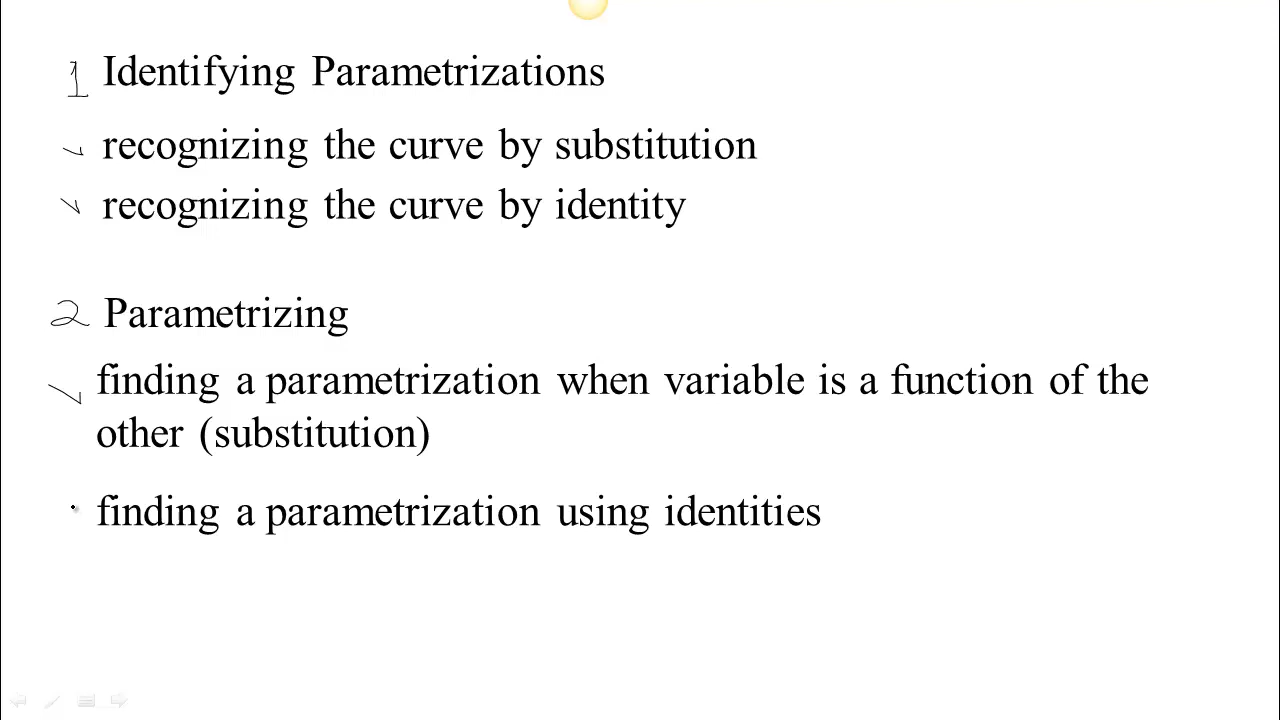 1 Identifying Parametrizations
recognizing the curve by substitution
recognizing the curve by identity
2 Parametrizing
finding a parametrization when variable is a function of the
other (substitution)
finding a parametrization using identities